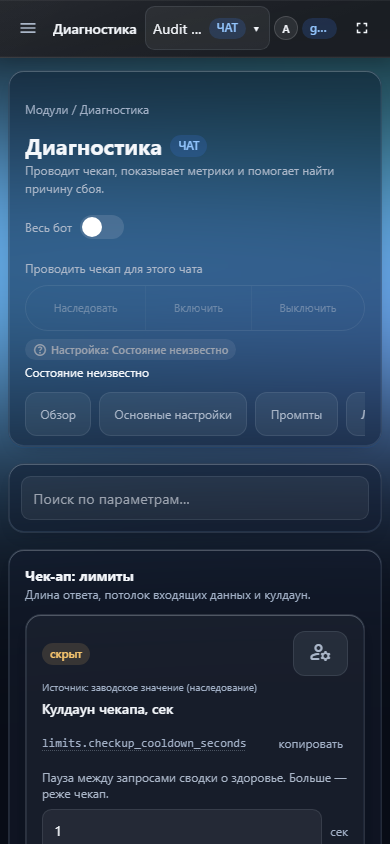 Диагностика
Audit ...
ЧАТ
A
g...
Модули / Диагностика
Диагностика ЧАТ
Проводит чекап, показывает метрики и помогает найти
причину сбоя.
Весь бот
Проводить чекап для этого чата
Наследовать Включить Выключить
Настройка: Состояние неизвестно
Состояние неизвестно
Обзор Основные настройки Промпты
Поиск по параметрам...
Чек-ап: лимиты
Длина ответа, потолок входящих данных и кулдаун.
скрыт
Источник: заводское значение (наследование)
Кулдаун чекапа, сек
limits.checkup_cooldown_seconds копировать
Пауза между запросами сводки о здоровье. Больше —
реже чекап.
1 сек